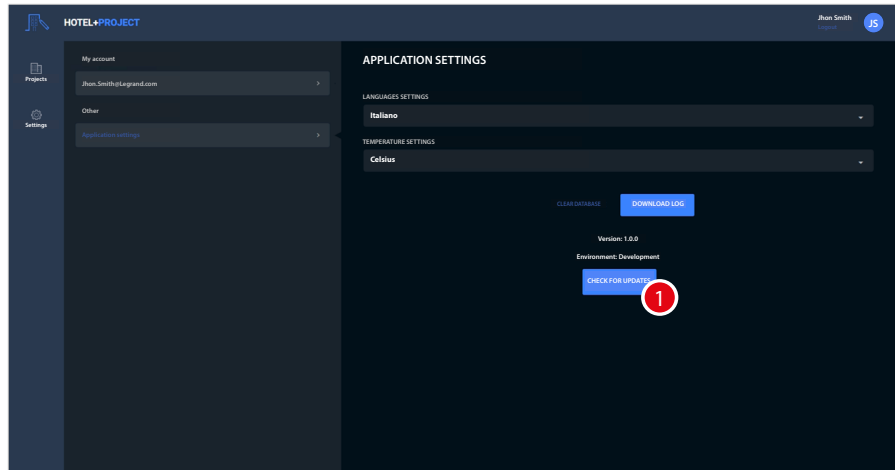 HOTEL+PROJECT
Jhon Smith
Logout
JS
Projects
Settings
My account
Jhon.Smith@Legrand.com
Other
Application settings
APPLICATION SETTINGS
LANGUAGES SETTINGS
Italiano
TEMPERATURE SETTINGS
Celsius
CLEAR DATABASE
DOWNLOAD LOG
Version: 1.0.0
Environment: Development
CHECK FOR UPDATES
1